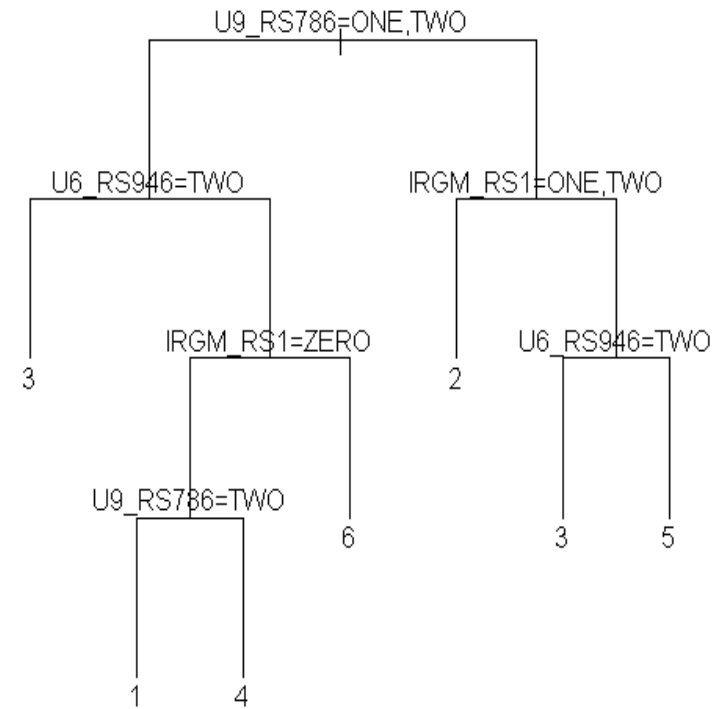 U9_RS786=ONE,TWO
U6_RS946=TWO
IRGM_RS1=ONE,TWO
IRGM_RS1=ZERO
U6_RS946=TWO
3
2
U9_RS786=TWO
6
3
5
1
4